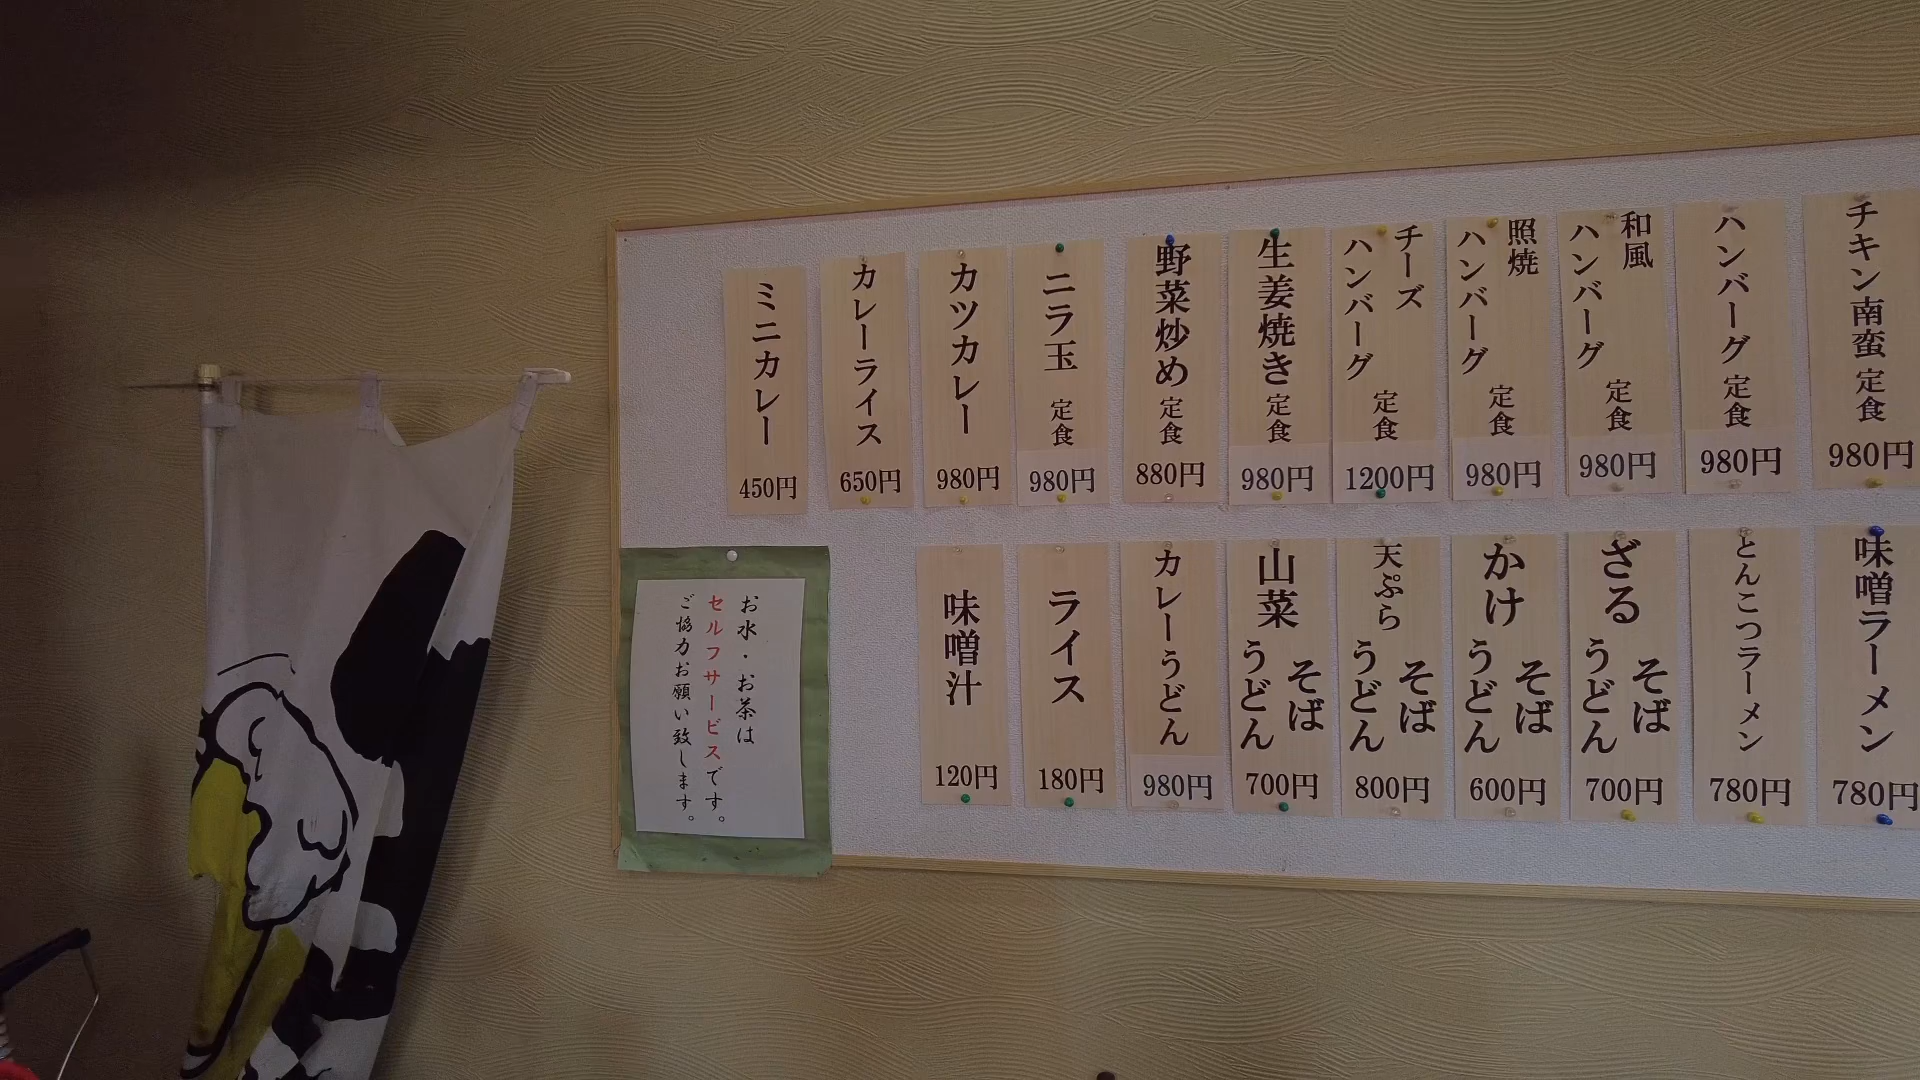 チキン南蛮 定食
980円
ハンバーグ 定食
980円
和風
ハンバーグ 定食
980円
照焼
ハンバーグ 定食
980円
チーズ
ハンバーグ 定食
1200円
生姜焼き 定食
980円
野菜炒め 定食
880円
ニラ玉 定食
980円
カツカレー
980円
カレーライス
650円
ミニカレー
450円
味噌ラーメン
780円
とんこつラーメン
780円
ざる
そば
うどん
700円
かけ
そば
うどん
600円
天ぷら
そば
うどん
800円
山菜
そば
うどん
700円
カレーうどん
980円
ライス
180円
味噌汁
120円
お水・お茶は
セルフサービスです。
ご協力お願い致します。